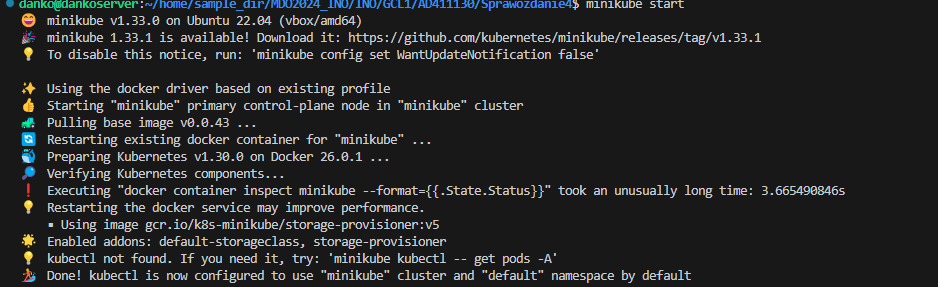 danko@dankoserver:~/home/sample_dir/MDO2024_INO/INO/GCL1/AD411130/Sprawozdanie4$ minikube start
😄 minikube v1.33.0 on Ubuntu 22.04 (vbox/amd64)
🎉 minikube 1.33.1 is available! Download it: https://github.com/kubernetes/minikube/releases/tag/v1.33.1
💡 To disable this notice, run: 'minikube config set WantUpdateNotification false'
✨ Using the docker driver based on existing profile
👍 Starting "minikube" primary control-plane node in "minikube" cluster
🚜 Pulling base image v0.0.43 ...
🔄 Restarting existing docker container for "minikube" ...
🐳 Preparing Kubernetes v1.30.0 on Docker 26.0.1 ...
🔎 Verifying Kubernetes components...
❗ Executing "docker container inspect minikube --format={{.State.Status}}" took an unusually long time: 3.665490846s
💡 Restarting the docker service may improve performance.
▪ Using image gcr.io/k8s-minikube/storage-provisioner:v5
🌟 Enabled addons: default-storageclass, storage-provisioner
💡 kubectl not found. If you need it, try: 'minikube kubectl -- get pods -A'
🏄 Done! kubectl is now configured to use "minikube" cluster and "default" namespace by default